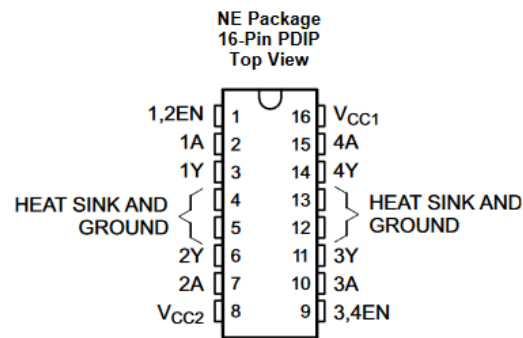 NE Package
16-Pin PDIP
Top View
1,2EN 1 16 VCC1
1A 2 15 4A
1Y 3 14 4Y
HEAT SINK AND GROUND 4 13 HEAT SINK AND GROUND
5 12
2Y 6 11 3Y
2A 7 10 3A
VCC2 8 9 3,4EN